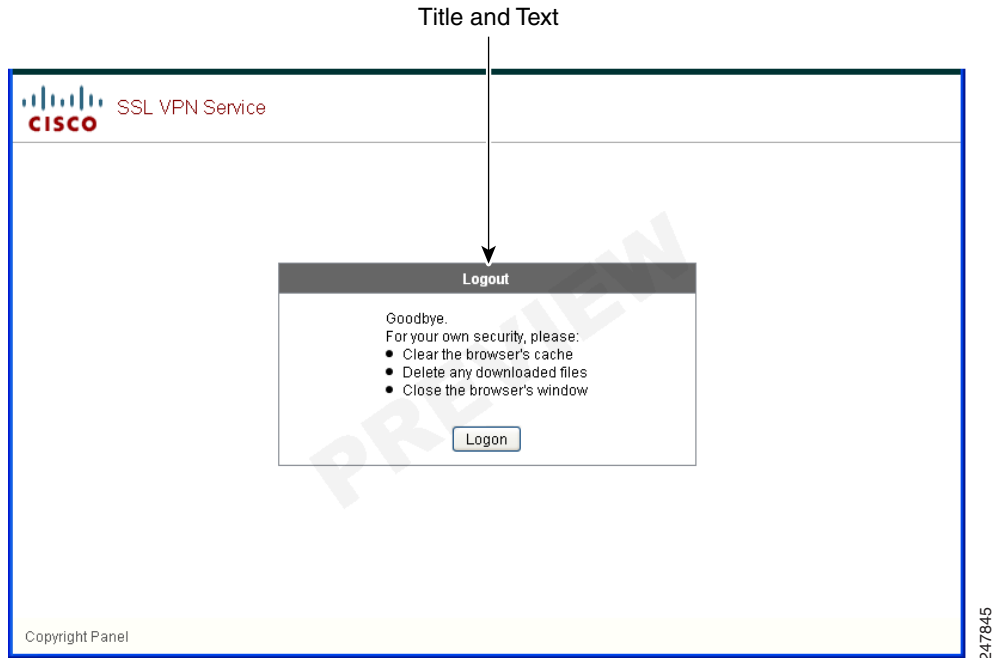 Title and Text
CISCO
SSL VPN Service
Logout
Goodbye.
For your own security, please:
• Clear the browser's cache
• Delete any downloaded files
• Close the browser's window
Logon
PREVIEW
Copyright Panel
247845